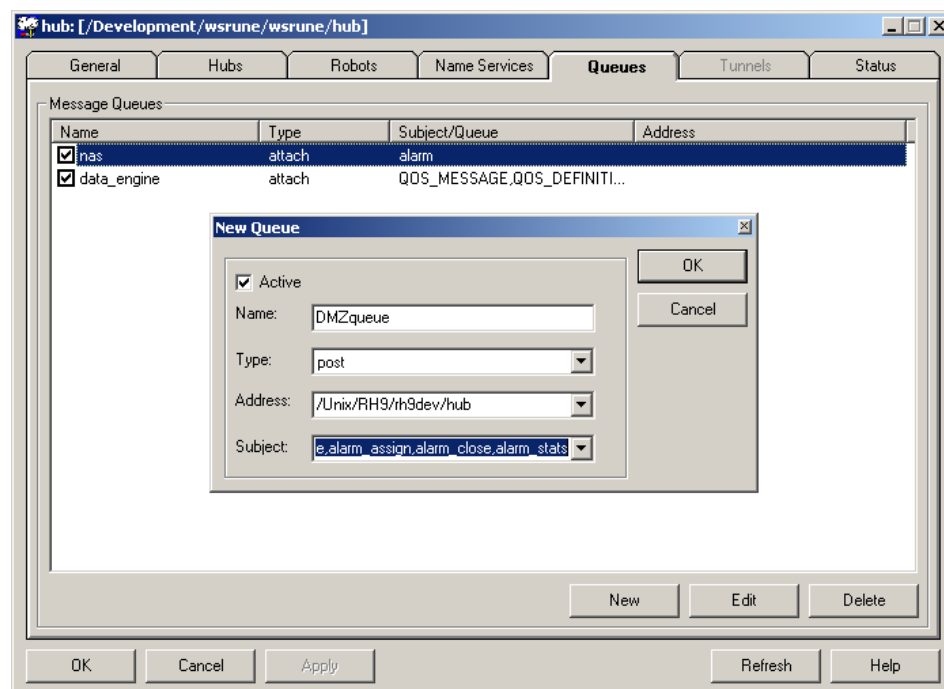 hub: [/Development/wsrune/wsrune/hub]
General Hubs Robots Name Services Queues Tunnels Status
Message Queues
Name Type Subject/Queue Address
nas attach alarm
data_engine attach QOS_MESSAGE,QOS_DEFINITI...
New Queue
OK
Active
Cancel
Name: DMZqueue
Type: post
Address: /Unix/RH9/rh9dev/hub
Subject: e,alarm_assign,alarm_close,alarm_stats
New Edit Delete
OK Cancel Apply Refresh Help